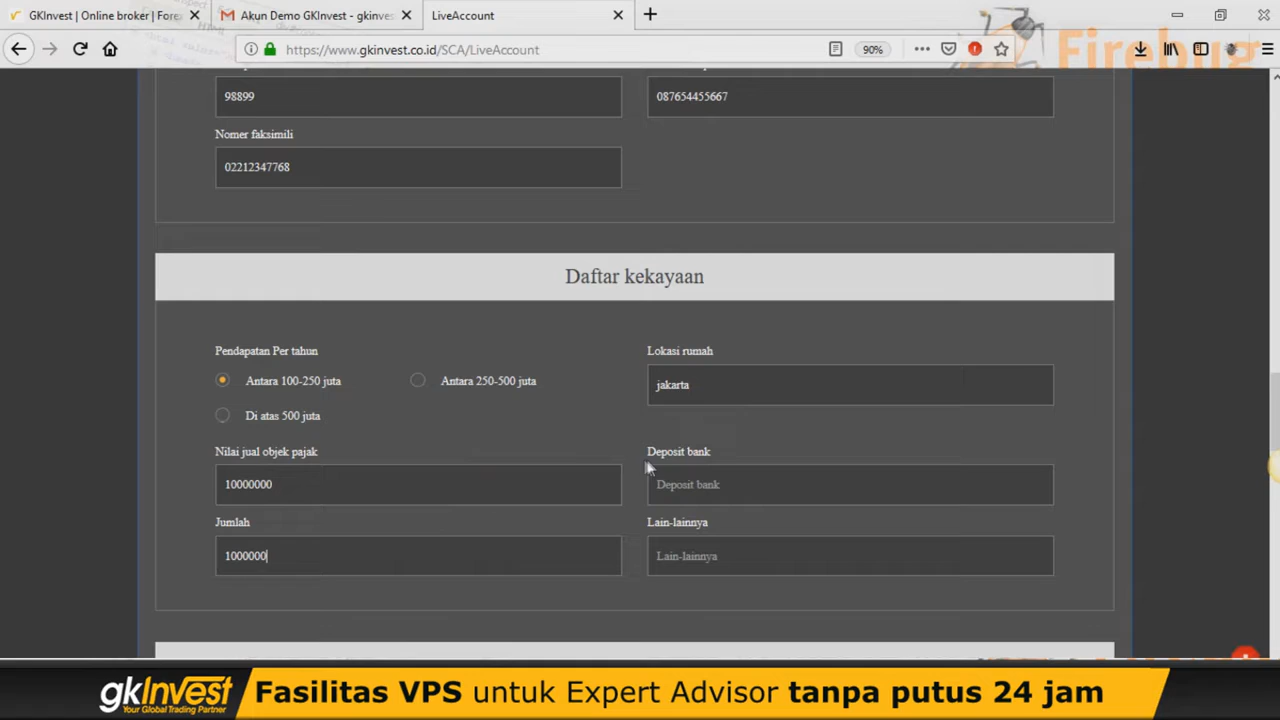 GKInvest | Online broker | Fore
Akun Demo GKInvest - gkinves
LiveAccount
https://www.gkinvest.co.id/SCA/LiveAccount
90%
Firebug
98899
087654455667
Nomer faksimili
02212347768
Daftar kekayaan
Pendapatan Per tahun
Lokasi rumah
Antara 100-250 juta
Antara 250-500 juta
jakarta
Di atas 500 juta
Nilai jual objek pajak
Deposit bank
10000000
Deposit bank
Jumlah
Lain-lainnya
1000000
Lain-lainnya
gkInvest
Your Global Trading Partner
Fasilitas VPS untuk Expert Advisor tanpa putus 24 jam